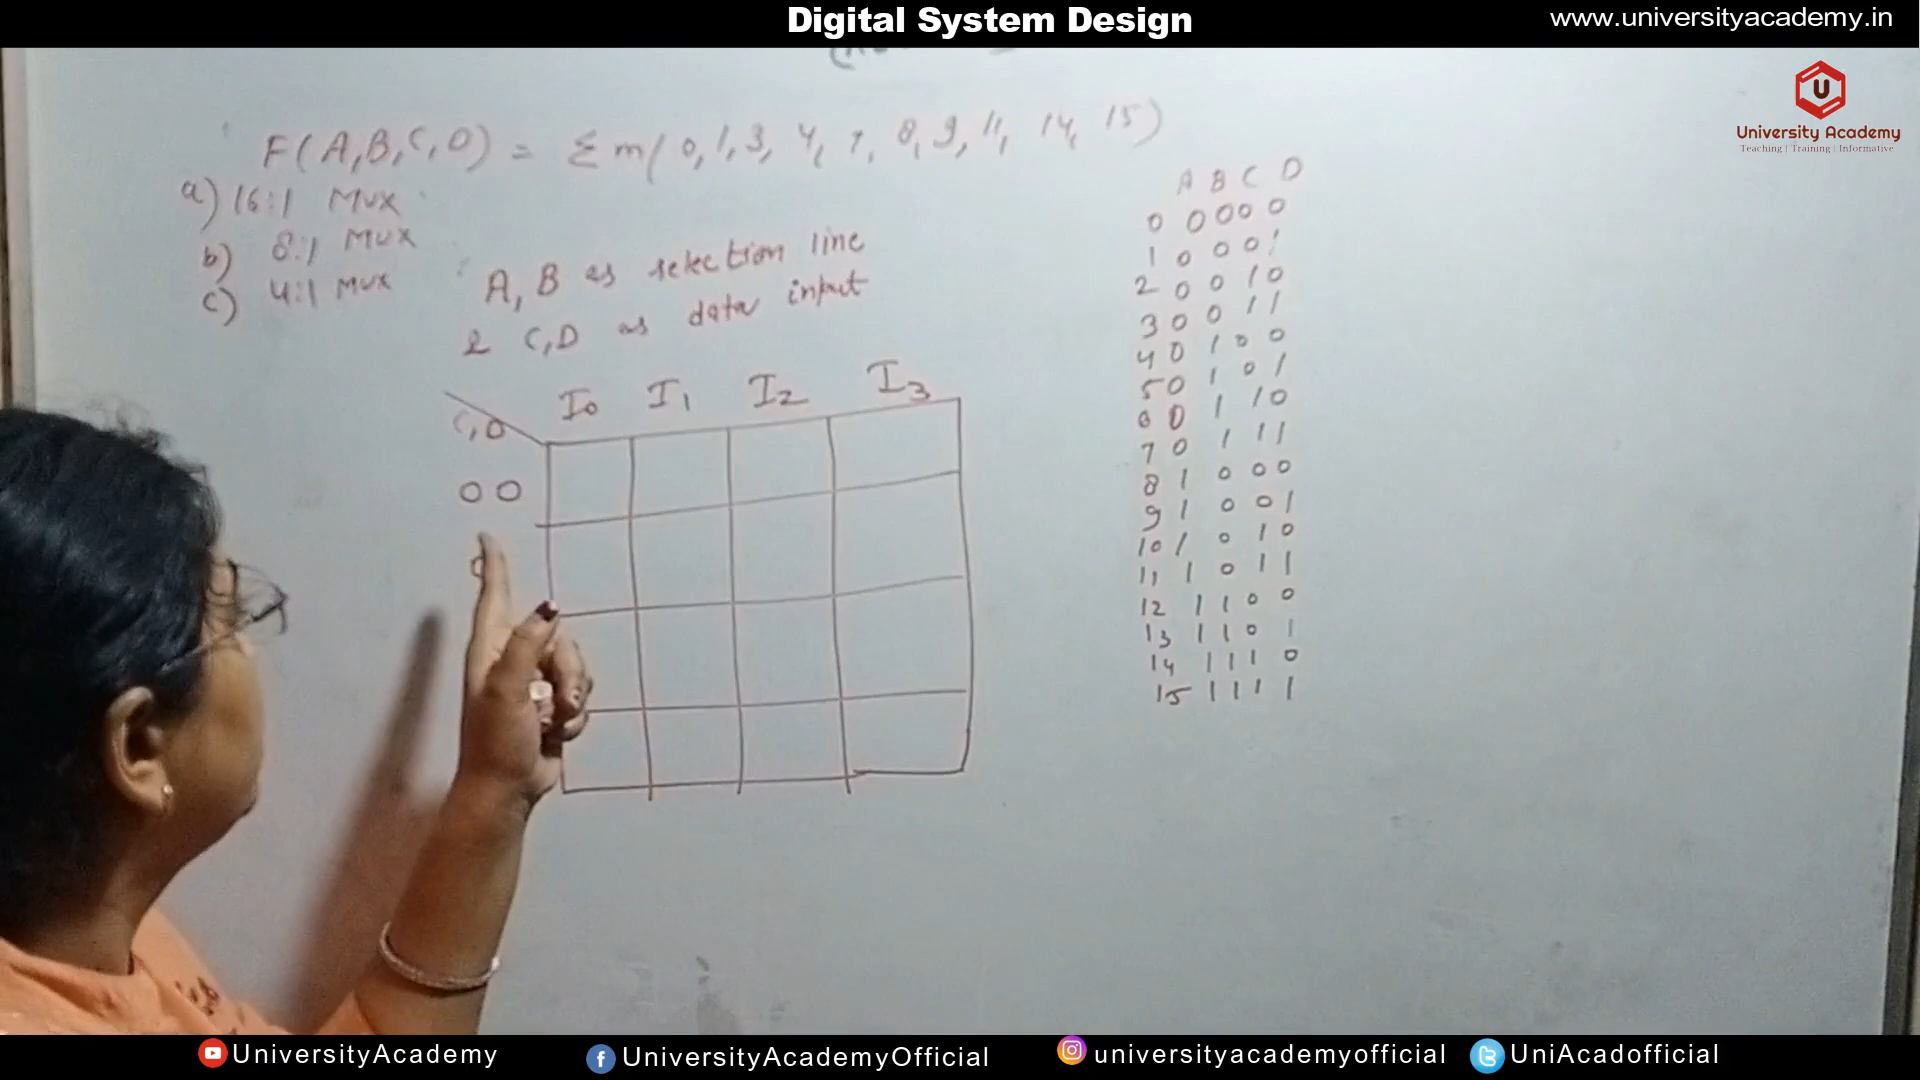 Digital System Design
www.universityacademy.in
U
University Academy
Teaching | Training | Informative
F(A,B,C,D) = Σm(0,1,3,4,7,8,9,11,14,15)
a) 16:1 MUX
b) 8:1 MUX
c) 4:1 MUX
A, B as selection line
& C,D as data input
C,D I0 I1 I2 I3
00
0
A B C D
0 0 0 0 0
1 0 0 0 1
2 0 0 1 0
3 0 0 1 1
4 0 1 0 0
5 0 1 0 1
6 0 1 1 0
7 0 1 1 1
8 1 0 0 0
9 1 0 0 1
10 1 0 1 0
11 1 0 1 1
12 1 1 0 0
13 1 1 0 1
14 1 1 1 0
15 1 1 1 1
UniversityAcademy
UniversityAcademyOfficial
universityacademyofficial
UniAcadofficial